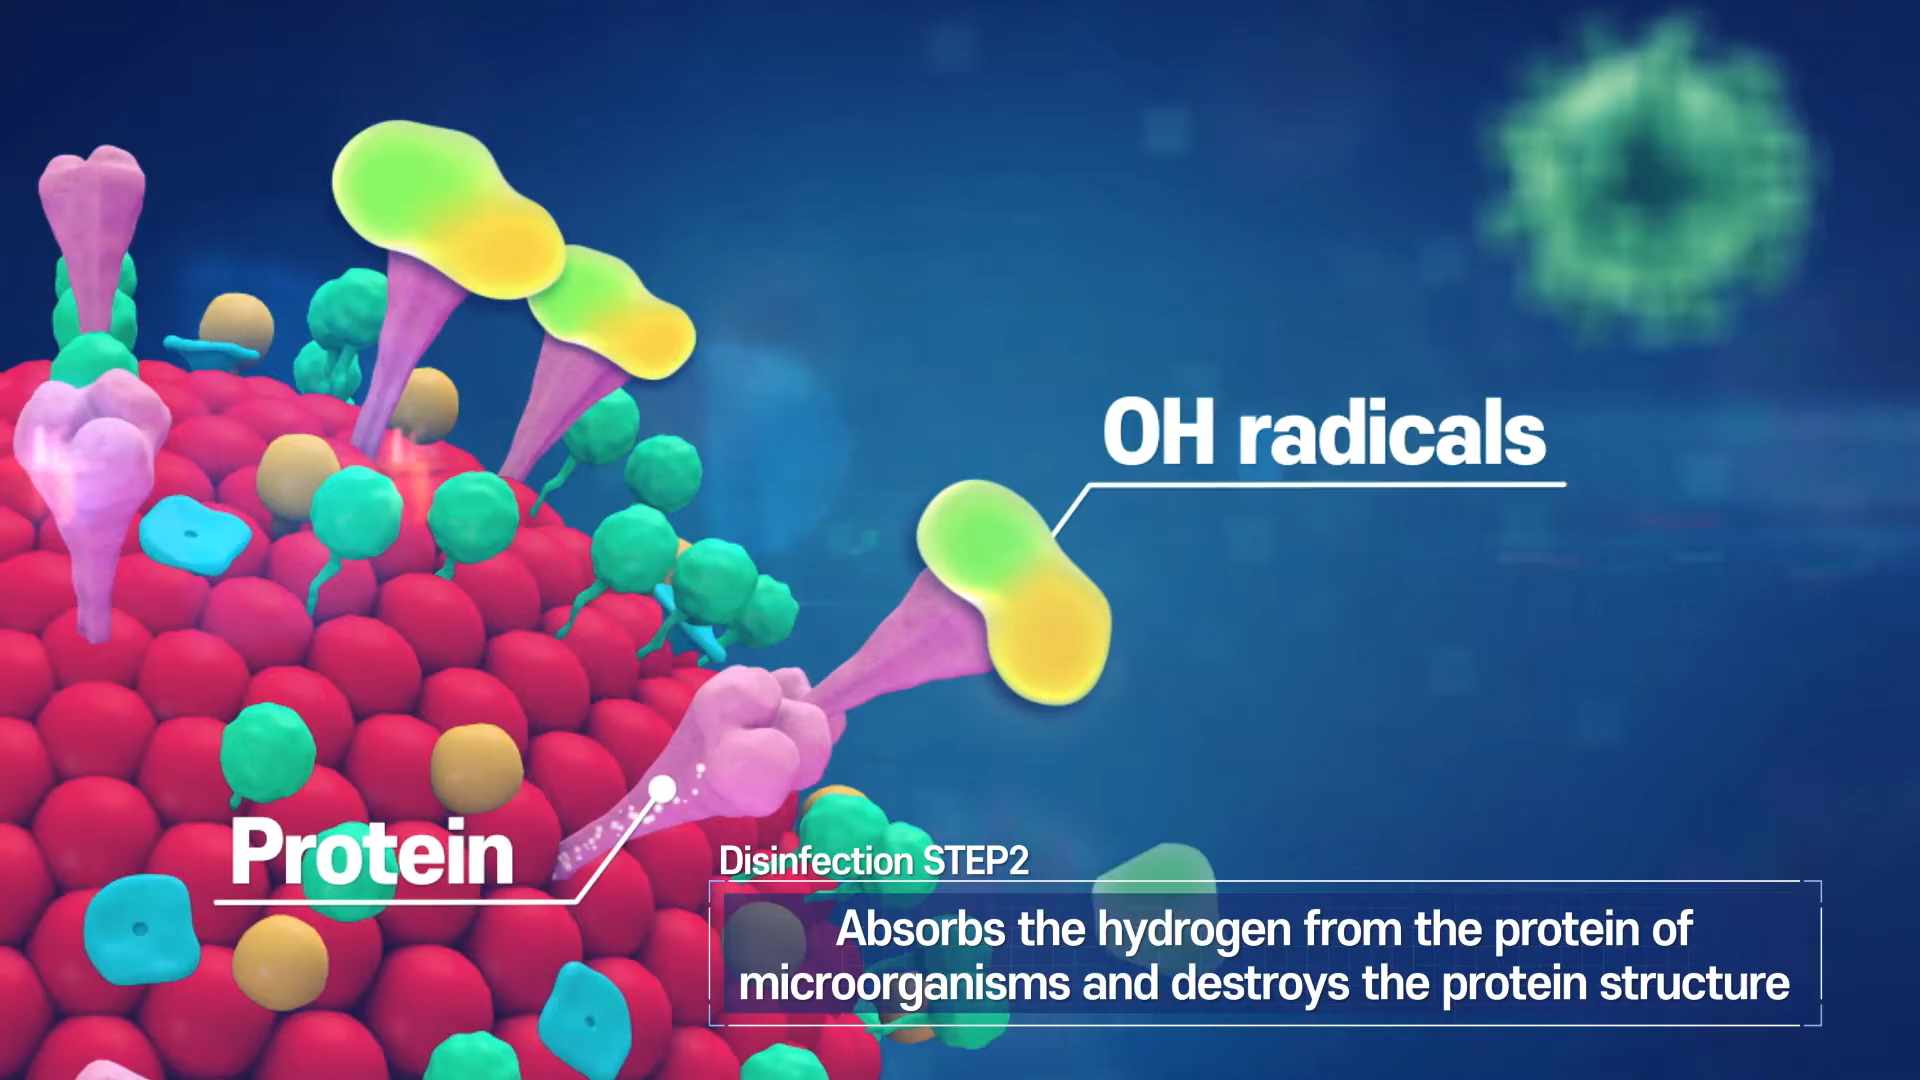 OH radicals
Protein
Disinfection STEP2
Absorbs the hydrogen from the protein of
microorganisms and destroys the protein structure